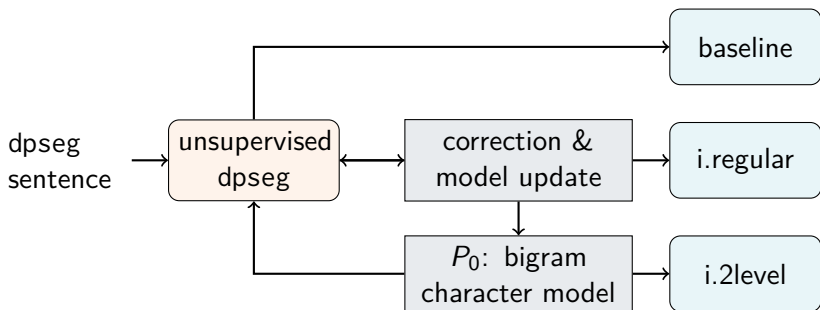 baseline
dpseg
sentence
unsupervised
dpseg
correction &
model update
i.regular
P₀: bigram
character model
i.2level